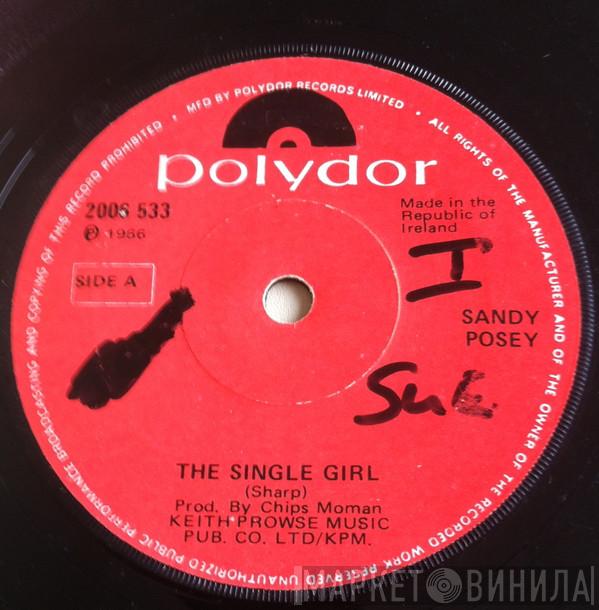 MFD BY POLYDOR RECORDS LIMITED • ALL RIGHTS OF THE MANUFACTURER AND OF THE OWNER OF THE RECORDED WORK RESERVED
UNAUTHORIZED PUBLIC PERFORMANCE BROADCASTING AND COPYING OF THIS RECORD PROHIBITED •
polydor
2006 533
℗ 1966
Made in the
Republic of
Ireland
SIDE A
I
SANDY
POSEY
Sue
THE SINGLE GIRL
(Sharp)
Prod. By Chips Moman
KEITH PROWSE MUSIC
PUB. CO. LTD/KPM.
МАРКЕТ ВИНИЛА